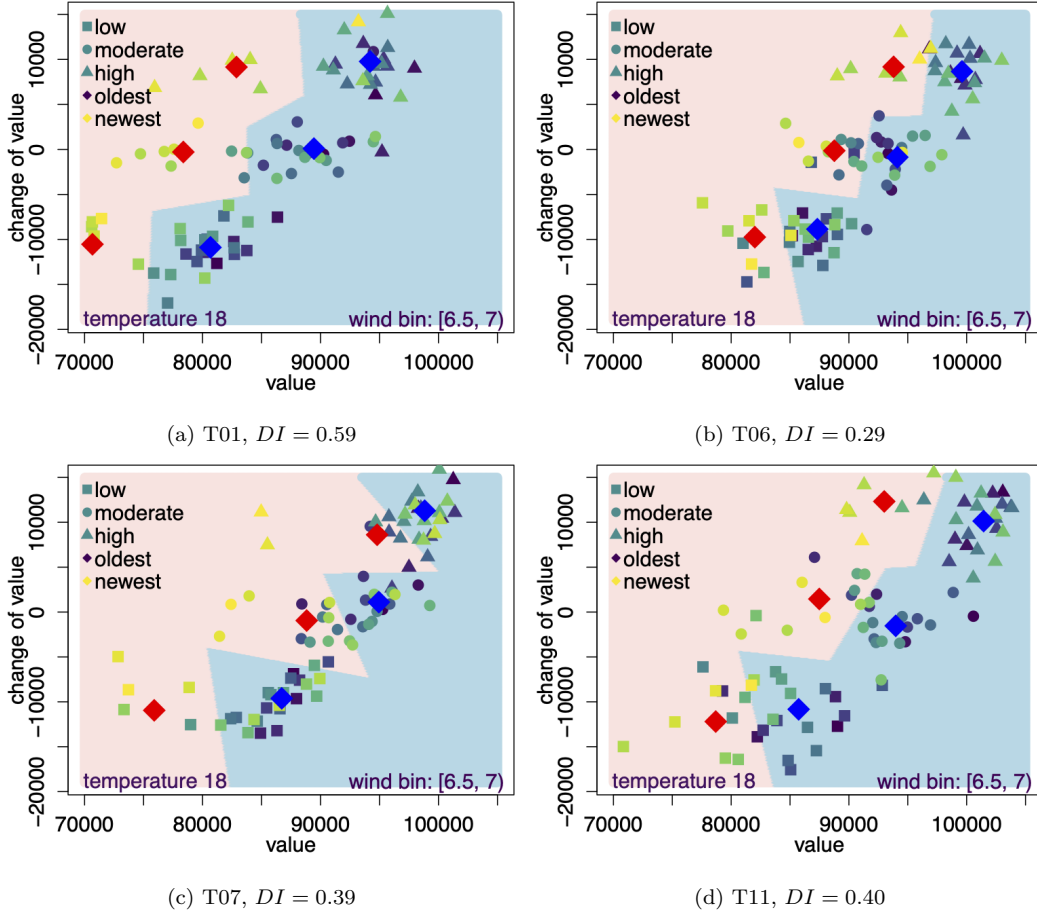 low
moderate
high
oldest
newest
change of value
10000
0
−10000
−20000
temperature 18
wind bin: [6.5, 7)
70000 80000 90000 100000
value
(a) T01, DI = 0.59
low
moderate
high
oldest
newest
change of value
10000
0
−10000
−20000
temperature 18
wind bin: [6.5, 7)
70000 80000 90000 100000
value
(b) T06, DI = 0.29
low
moderate
high
oldest
newest
change of value
10000
0
−10000
−20000
temperature 18
wind bin: [6.5, 7)
70000 80000 90000 100000
value
(c) T07, DI = 0.39
low
moderate
high
oldest
newest
change of value
10000
0
−10000
−20000
temperature 18
wind bin: [6.5, 7)
70000 80000 90000 100000
value
(d) T11, DI = 0.40